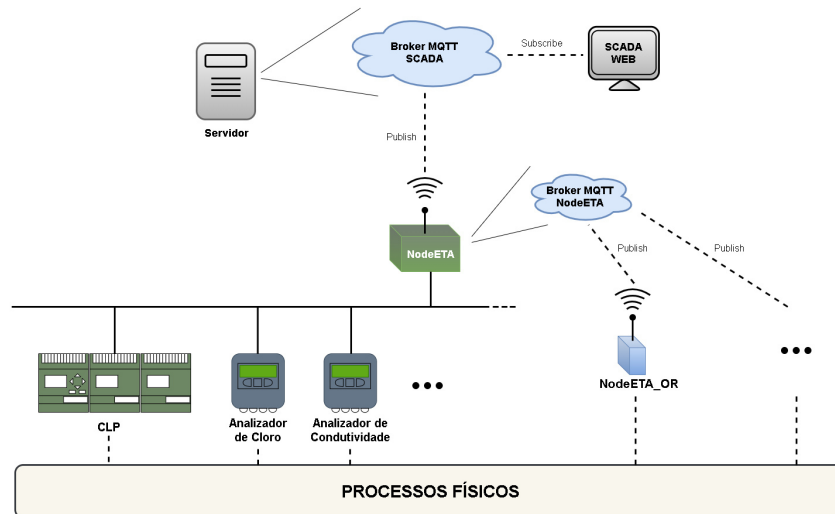 Broker MQTT
SCADA
Subscribe
SCADA
WEB
Servidor
Publish
Broker MQTT
NodeETA
NodeETA
Publish
Publish
NodeETA_OR
CLP
Analizador
de Cloro
Analizador de
Condutividade
PROCESSOS FÍSICOS